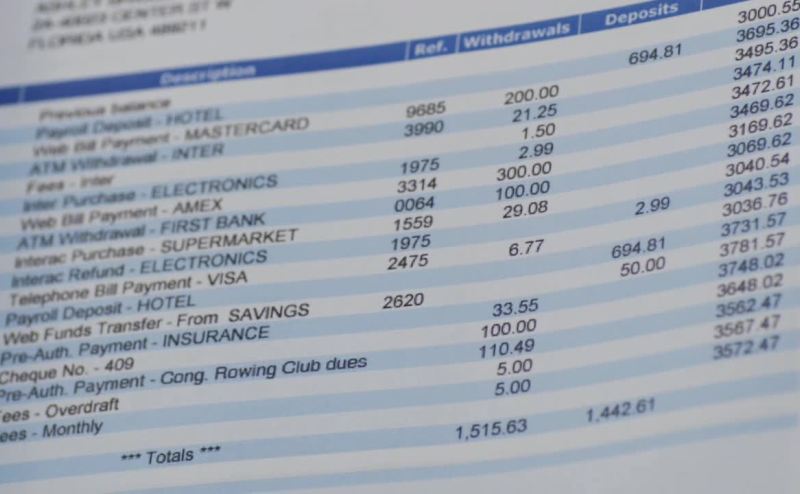 CENTER ST W
FLORIDA USA
Description Ref. Withdrawals Deposits
Previous balance 3000.55
Payroll Deposit - HOTEL 694.81 3695.36
Web Bill Payment - MASTERCARD 9685 200.00 3495.36
ATM Withdrawal - INTER 3990 21.25 3474.11
Fees - Inter 1.50 3472.61
Inter Purchase - ELECTRONICS 1975 2.99 3469.62
Web Bill Payment - AMEX 3314 300.00 3169.62
ATM Withdrawal - FIRST BANK 0064 100.00 3069.62
Interac Purchase - SUPERMARKET 1559 29.08 3040.54
Interac Refund - ELECTRONICS 1975 2.99 3043.53
Telephone Bill Payment - VISA 2475 6.77 3036.76
Payroll Deposit - HOTEL 694.81 3731.57
Web Funds Transfer - From SAVINGS 2620 50.00 3781.57
Pre-Auth. Payment - INSURANCE 33.55 3748.02
Cheque No. - 409 100.00 3648.02
Pre-Auth. Payment - Cong. Rowing Club dues 110.49 3562.47
ees - Overdraft 5.00 3567.47
ees - Monthly 5.00 3572.47
*** Totals *** 1,515.63 1,442.61